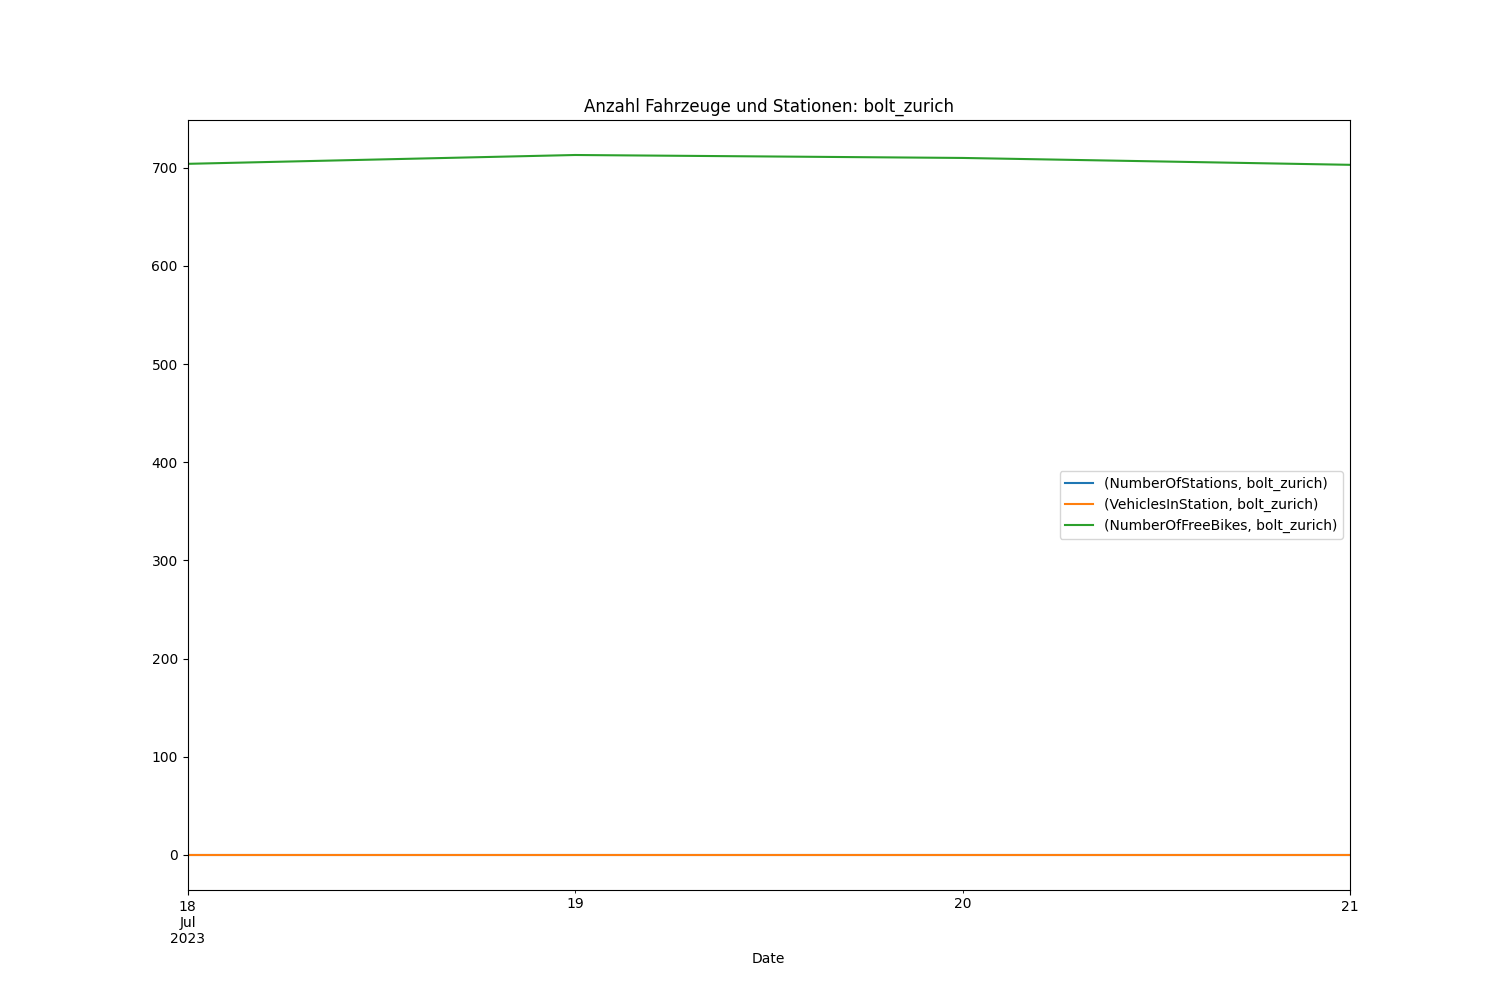 Anzahl Fahrzeuge und Stationen: bolt_zurich
700
600
500
400
300
200
100
0
(NumberOfStations, bolt_zurich)
(VehiclesInStation, bolt_zurich)
(NumberOfFreeBikes, bolt_zurich)
18 19 20 21
Jul
2023
Date